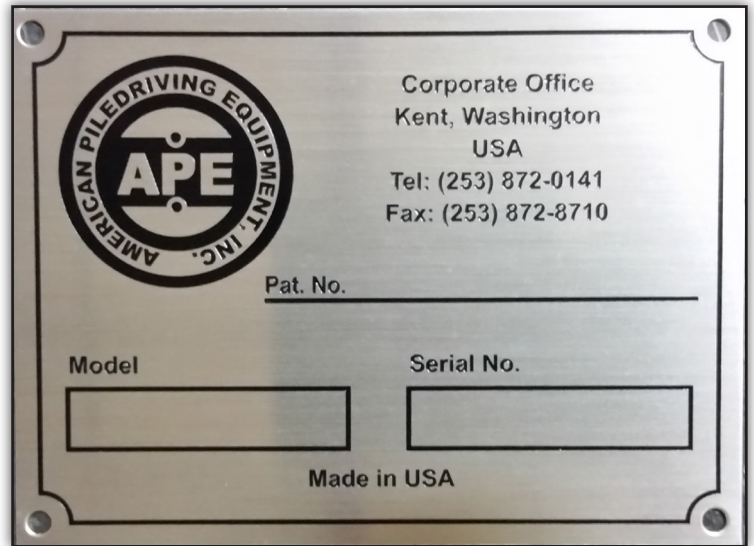 AMERICAN PILEDRIVING EQUIPMENT, INC.
APE
Corporate Office
Kent, Washington
USA
Tel: (253) 872-0141
Fax: (253) 872-8710
Pat. No.
Model
Serial No.
Made in USA